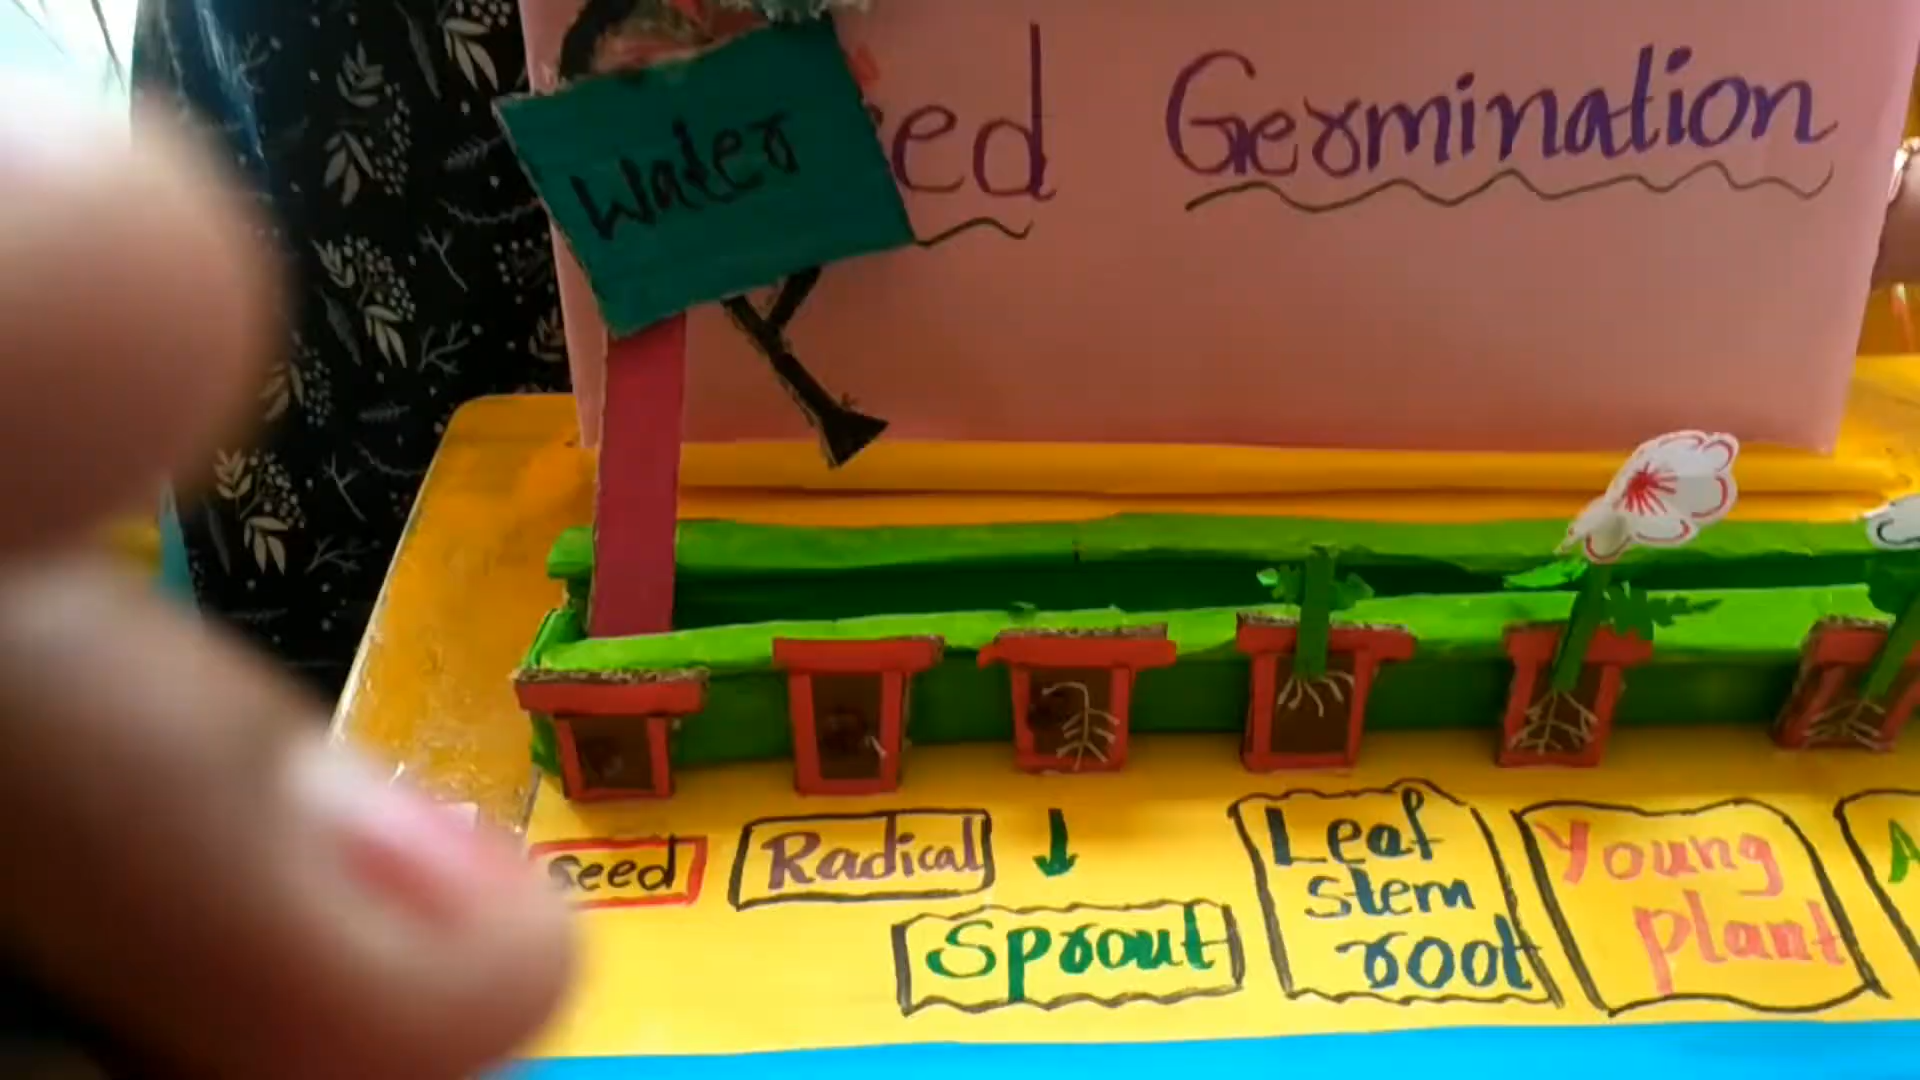 Water
ed Germination
seed
Radical
Sprout
Leaf
stem
root
Young
plant
A